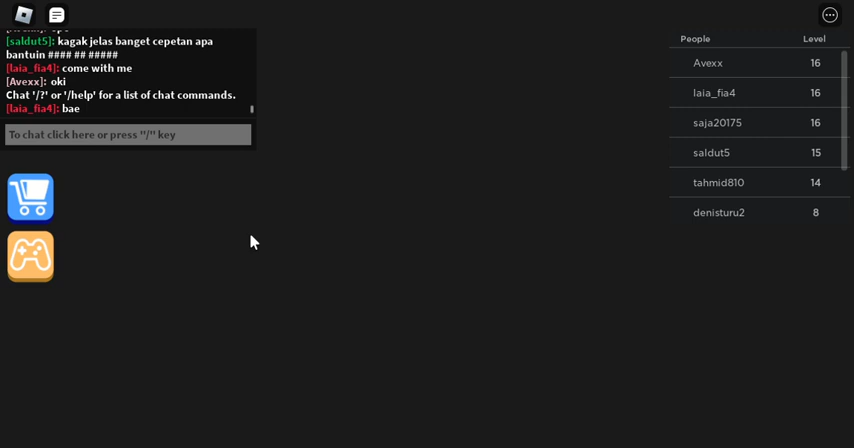 [saldut5]: kagak jelas banget cepetan apa
bantuin #### ## #####
[laia_fia4]: come with me
[Avexx]: oki
Chat '/?' or '/help' for a list of chat commands.
[laia_fia4]: bae
To chat click here or press "/" key
People Level
Avexx 16
laia_fia4 16
saja20175 16
saldut5 15
tahmid810 14
denisturu2 8